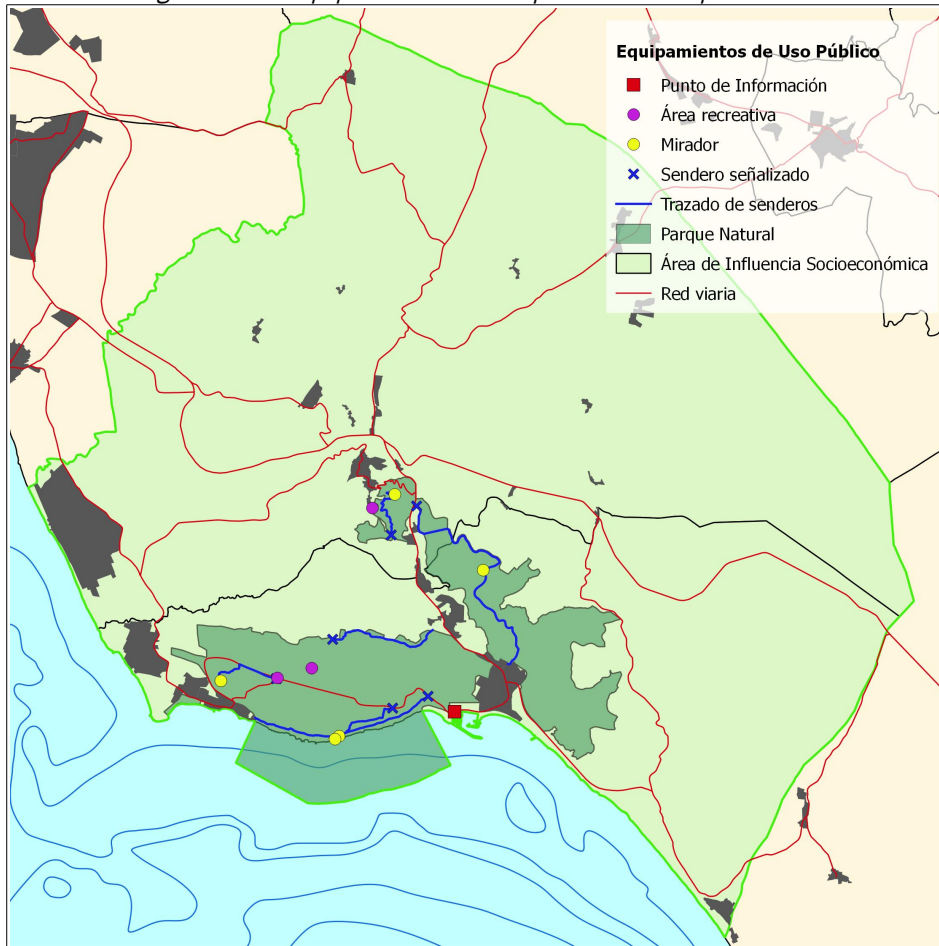 Equipamientos de Uso Público
Punto de Información
Área recreativa
Mirador
Sendero señalizado
Trazado de senderos
Parque Natural
Área de Influencia Socioeconómica
Red viaria